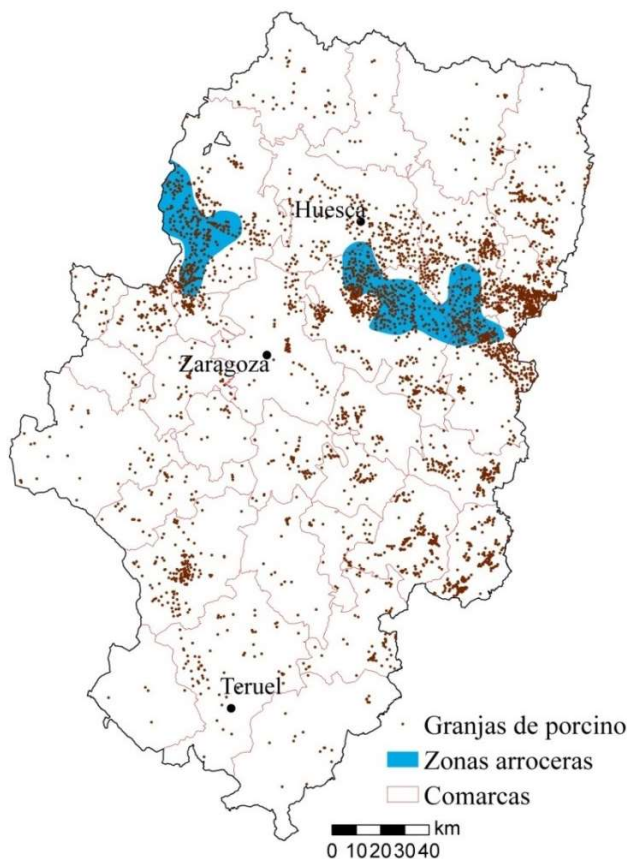 Huesca
Zaragoza
Teruel
Granjas de porcino
Zonas arroceras
Comarcas
km
0 10203040